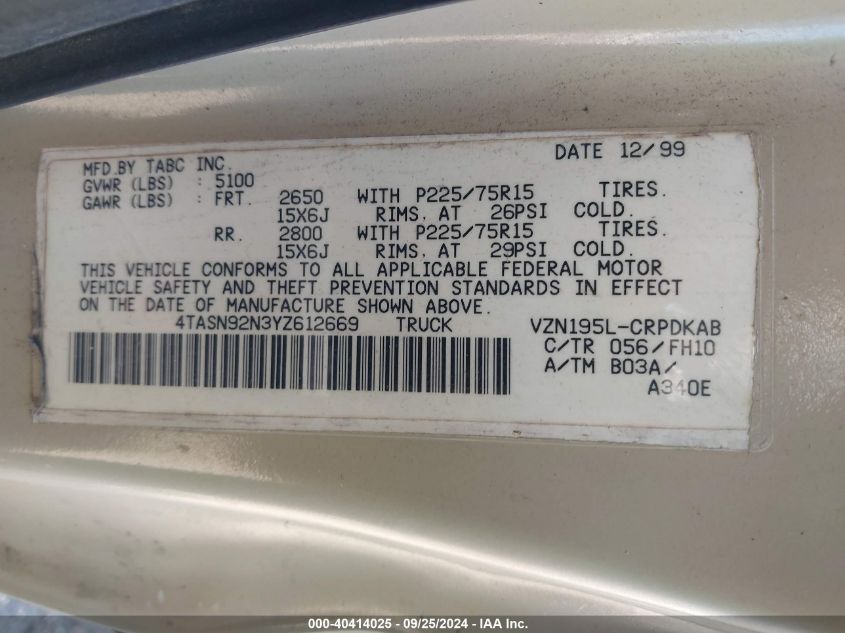 DATE 12/99
MFD.BY TABC INC.
GVWR (LBS) : 5100
GAWR (LBS) : FRT. 2650 WITH P225/75R15 TIRES.
15X6J RIMS, AT 26PSI COLD.
RR. 2800 WITH P225/75R15 TIRES.
15X6J RIMS, AT 29PSI COLD.
THIS VEHICLE CONFORMS TO ALL APPLICABLE FEDERAL MOTOR
VEHICLE SAFETY AND THEFT PREVENTION STANDARDS IN EFFECT
ON THE DATE OF MANUFACTURE SHOWN ABOVE.
4TASN92N3YZ612669 TRUCK VZN195L-CRPDKAB
C/TR 056/FH10
A/TM B03A/
A340E
000-40414025 - 09/25/2024 - IAA Inc.